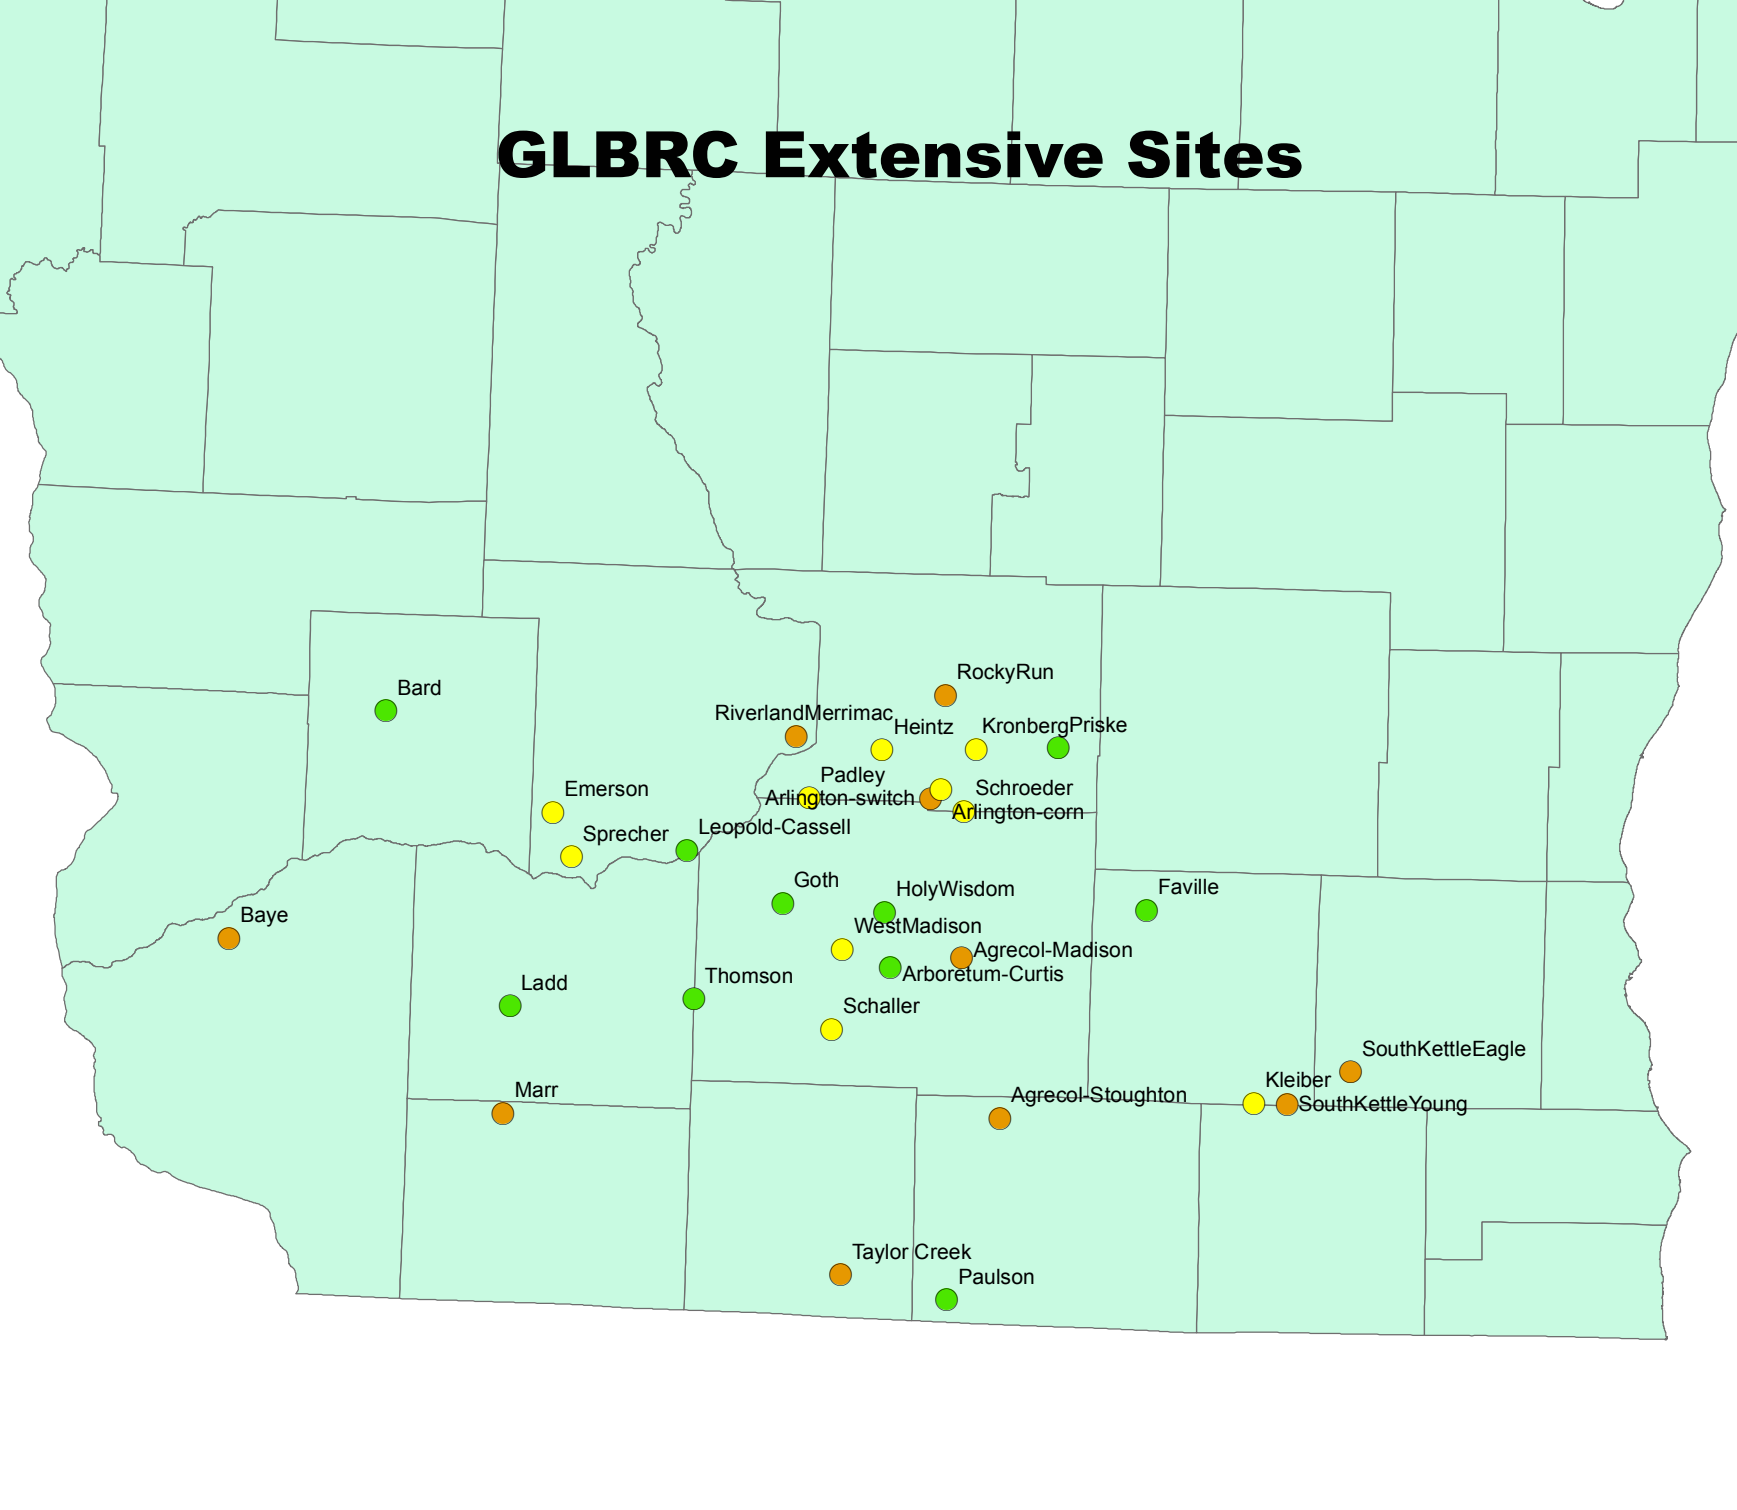 GLBRC Extensive Sites
RockyRun
Bard
RiverlandMerrimac
Heintz
Kronberg
Priske
Padley
Emerson
Schroeder
Arlington-switch
Arlington-corn
Leopold-Cassell
Sprecher
Goth
HolyWisdom
Faville
Baye
WestMadison
Agrecol-Madison
Arboretum-Curtis
Thomson
Ladd
Schaller
SouthKettleEagle
Kleiber
Marr
Agrecol-Stoughton
SouthKettleYoung
Taylor Creek
Paulson